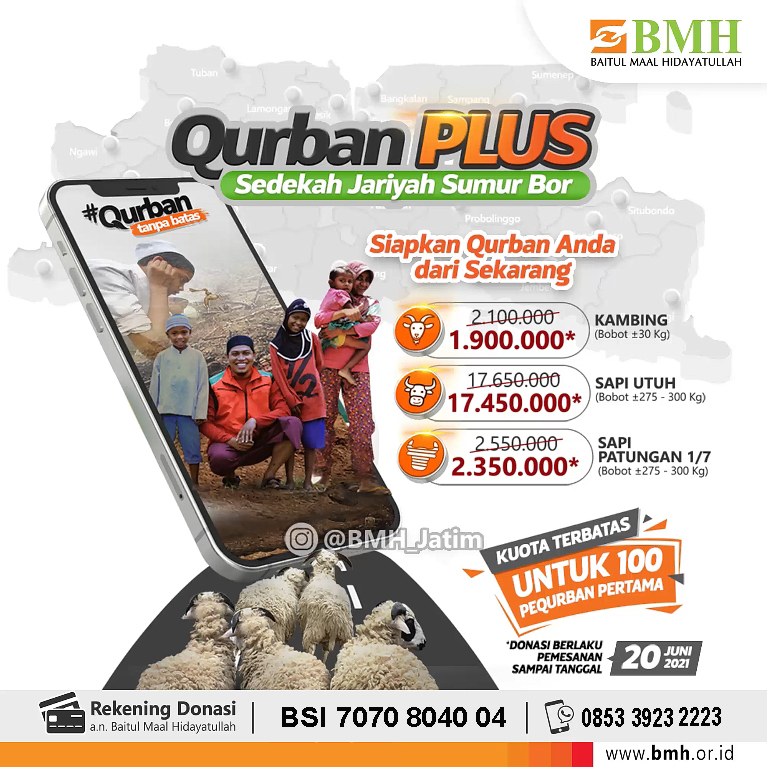 BMH
BAITUL MAAL HIDAYATULLAH
Tuban
Sumenep
Lamongan
Bangkalan
Sampang
Ngawi
Qurban PLUS
Sedekah Jariyah Sumur Bor
Probolinggo
Situbondo
#Qurban
tanpa batas
Siapkan Qurban Anda
dari Sekarang
2.100.000
1.900.000*
KAMBING
(Bobot ±30 Kg)
17.650.000
17.450.000*
SAPI UTUH
(Bobot ±275 - 300 Kg)
2.550.000
2.350.000*
SAPI
PATUNGAN 1/7
(Bobot ±275 - 300 Kg)
1/2
@BMH_Jatim
KUOTA TERBATAS
UNTUK 100
PEQURBAN PERTAMA
*DONASI BERLAKU
PEMESANAN
SAMPAI TANGGAL
20 JUNI
2021
Rekening Donasi
a.n. Baitul Maal Hidayatullah
BSI 7070 8040 04
0853 3923 2223
www.bmh.or.id